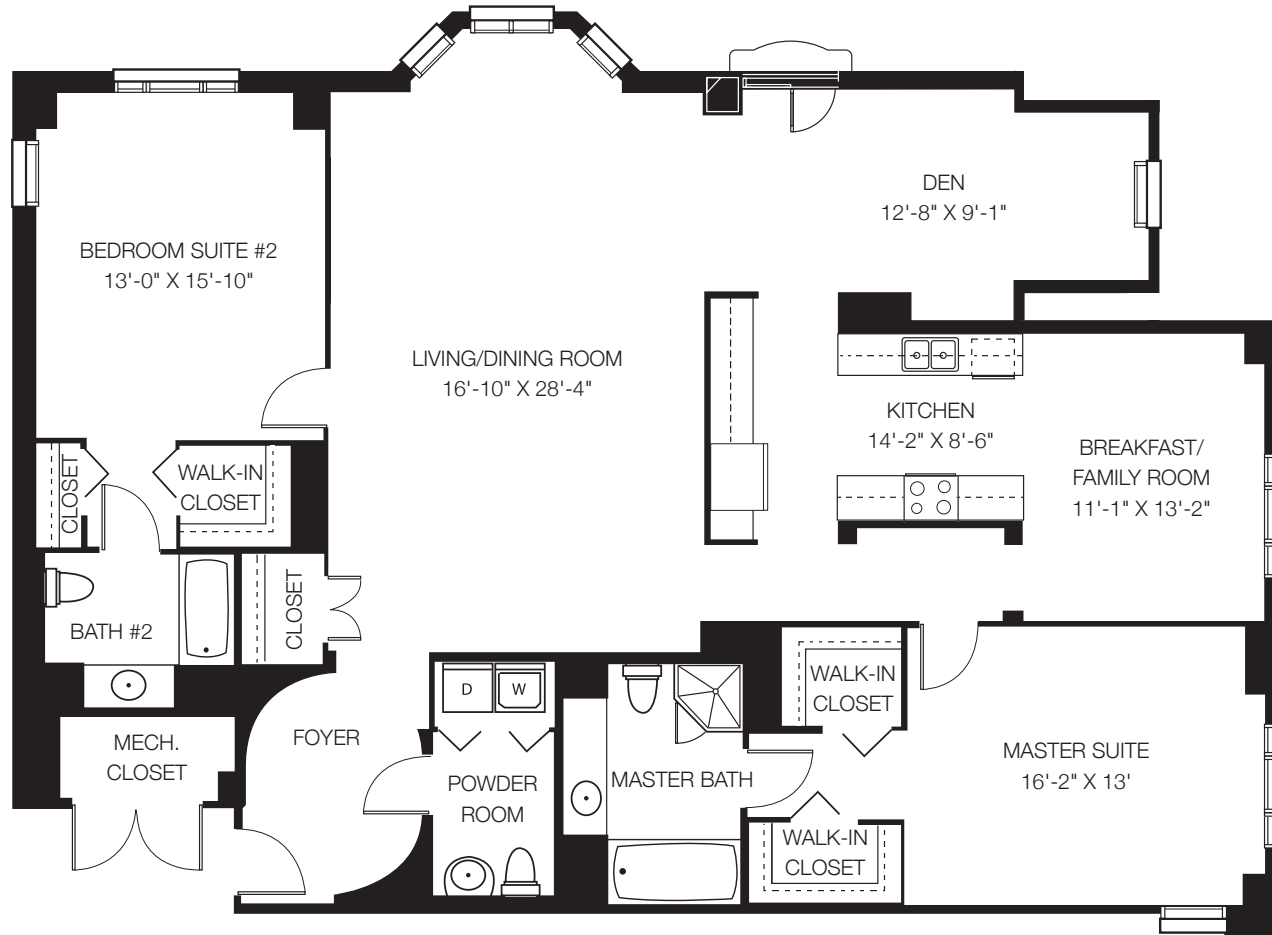 DEN
12'-8" X 9'-1"
BEDROOM SUITE #2
13'-0" X 15'-10"
LIVING/DINING ROOM
16'-10" X 28'-4"
KITCHEN
14'-2" X 8'-6"
BREAKFAST/
FAMILY ROOM
11'-1" X 13'-2"
CLOSET
WALK-IN
CLOSET
BATH #2
CLOSET
D
W
WALK-IN
CLOSET
FOYER
MECH.
CLOSET
POWDER
ROOM
MASTER BATH
MASTER SUITE
16'-2" X 13'
WALK-IN
CLOSET